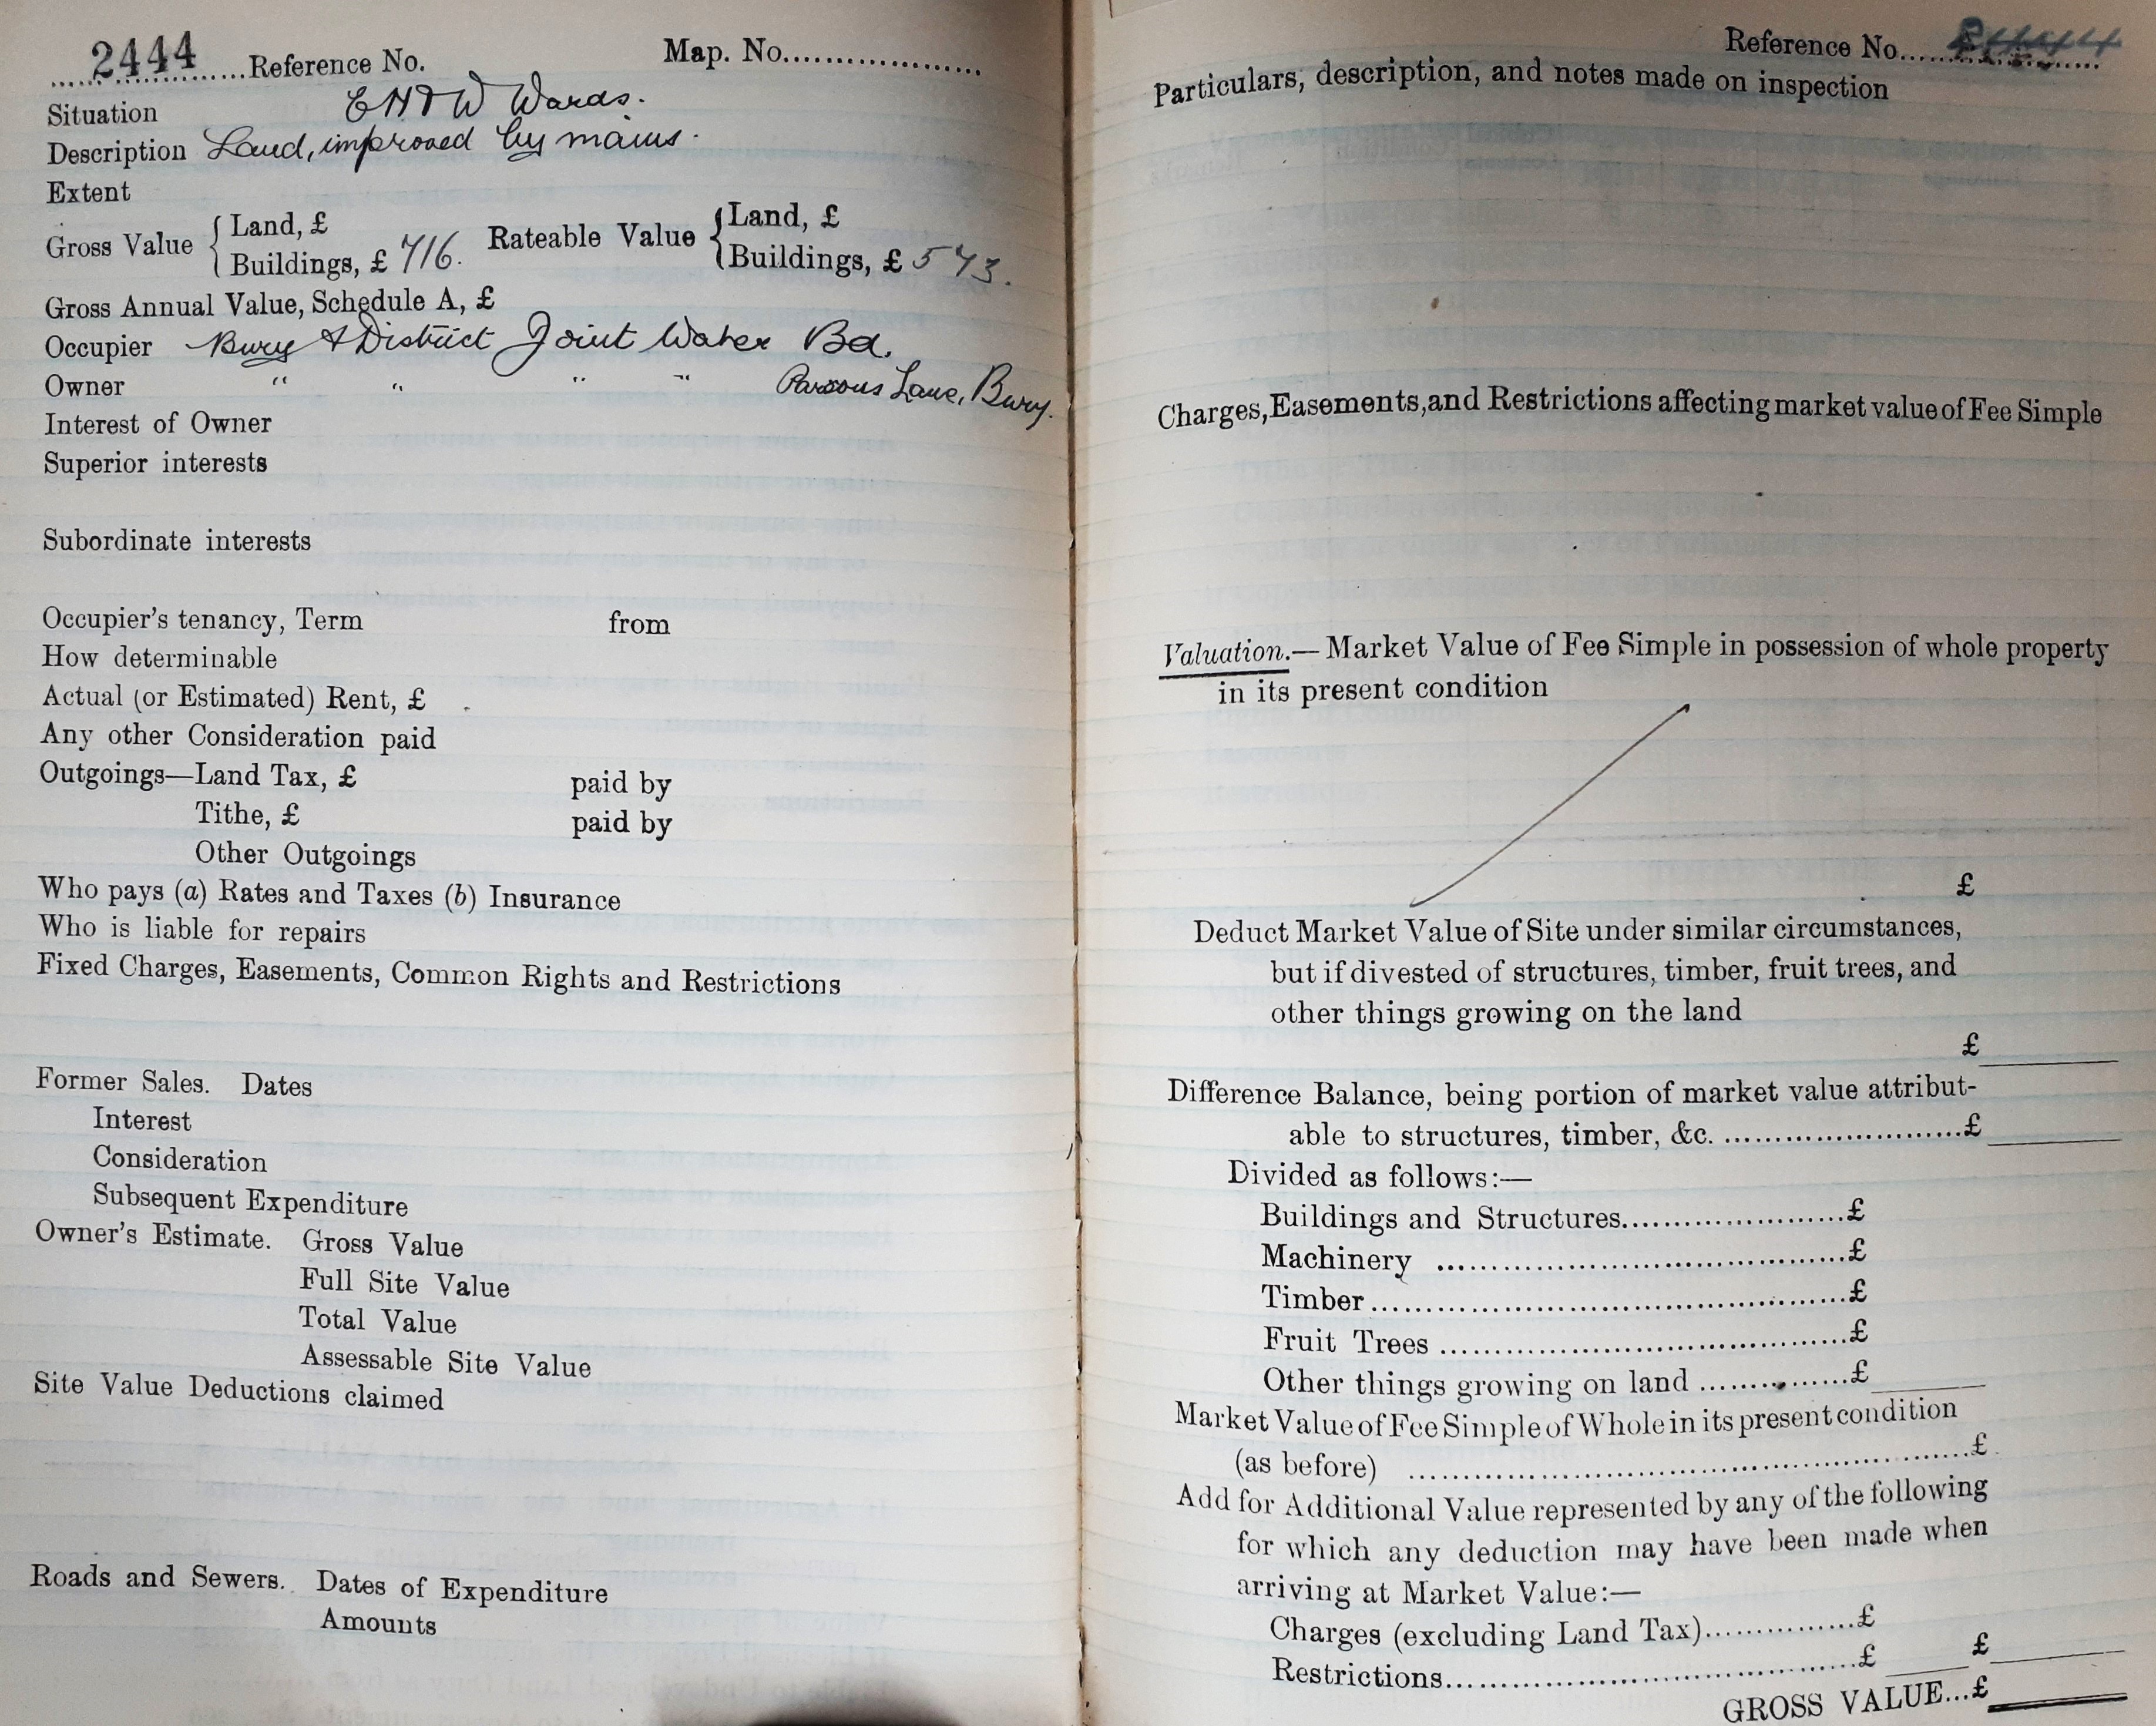 2444 Reference No. Map. No....................
Situation E N & W Wards.
Description Land, improved by mains.
Extent
Gross Value { Land, £ Rateable Value { Land, £
Buildings, £ 716. Buildings, £ 573.
Gross Annual Value, Schedule A, £
Occupier Bury & District Joint Water Bd.
Owner " " " " Parsons Lane, Bury.
Interest of Owner
Superior interests
Subordinate interests
Occupier's tenancy, Term from
How determinable
Actual (or Estimated) Rent, £
Any other Consideration paid
Outgoings—Land Tax, £ paid by
Tithe, £ paid by
Other Outgoings
Who pays (a) Rates and Taxes (b) Insurance
Who is liable for repairs
Fixed Charges, Easements, Common Rights and Restrictions
Former Sales. Dates
Interest
Consideration
Subsequent Expenditure
Owner's Estimate. Gross Value
Full Site Value
Total Value
Assessable Site Value
Site Value Deductions claimed
Roads and Sewers. Dates of Expenditure
Amounts
Reference No.
Particulars, description, and notes made on inspection
Charges, Easements, and Restrictions affecting market value of Fee Simple
Valuation.—Market Value of Fee Simple in possession of whole property
in its present condition
£
Deduct Market Value of Site under similar circumstances,
but if divested of structures, timber, fruit trees, and
other things growing on the land
£
Difference Balance, being portion of market value attribut-
able to structures, timber, &c. ........................£
Divided as follows:—
Buildings and Structures.......................£
Machinery .......................................£
Timber.............................................£
Fruit Trees .......................................£
Other things growing on land ...............£
Market Value of Fee Simple of Whole in its present condition
(as before) .....................................................£
Add for Additional Value represented by any of the following
for which any deduction may have been made when
arriving at Market Value:—
Charges (excluding Land Tax)...............£
Restrictions........................................£ £
GROSS VALUE...£